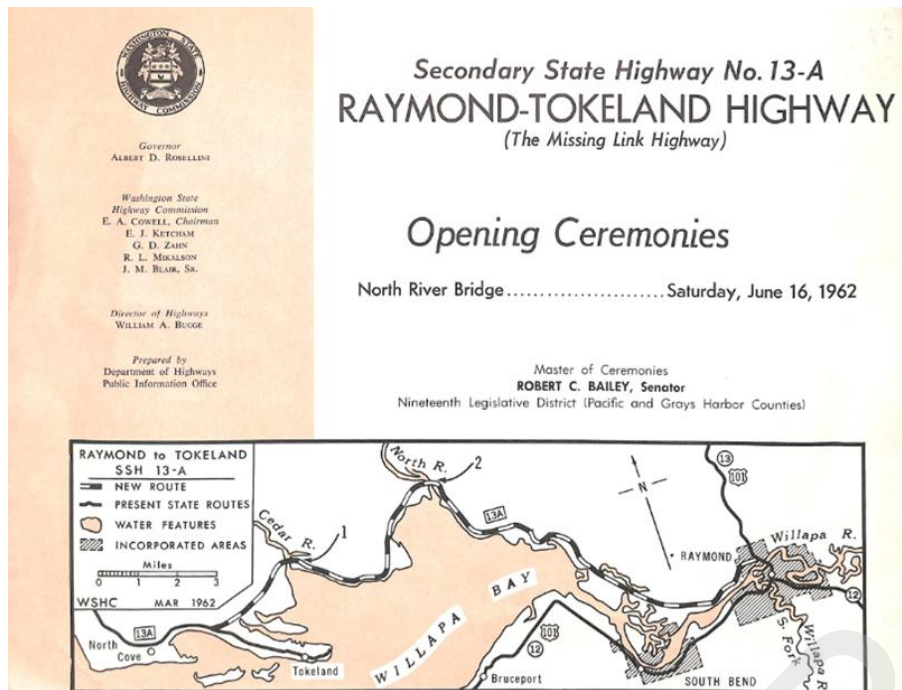 WASHINGTON STATE
HIGHWAY COMMISSION
Governor
ALBERT D. ROSELLINI
Washington State
Highway Commission
E. A. COWELL, Chairman
E. J. KETCHAM
G. D. ZAHN
R. L. MIKALSON
J. M. BLAIR, SR.
Director of Highways
WILLIAM A. BUGGE
Prepared by
Department of Highways
Public Information Office
Secondary State Highway No. 13-A
RAYMOND-TOKELAND HIGHWAY
(The Missing Link Highway)
Opening Ceremonies
North River Bridge........................Saturday, June 16, 1962
Master of Ceremonies
ROBERT C. BAILEY, Senator
Nineteenth Legislative District (Pacific and Grays Harbor Counties)
RAYMOND to TOKELAND
SSH 13-A
NEW ROUTE
PRESENT STATE ROUTES
WATER FEATURES
INCORPORATED AREAS
Miles
0 1 2 3
WSHC MAR 1962
North R.
2
Cedar R.
1
13A
N
13
101
RAYMOND
Willapa R.
12
S. Fork Willapa R.
WILLAPA BAY
101
12
13A
North Cove
Tokeland
Bruceport
SOUTH BEND